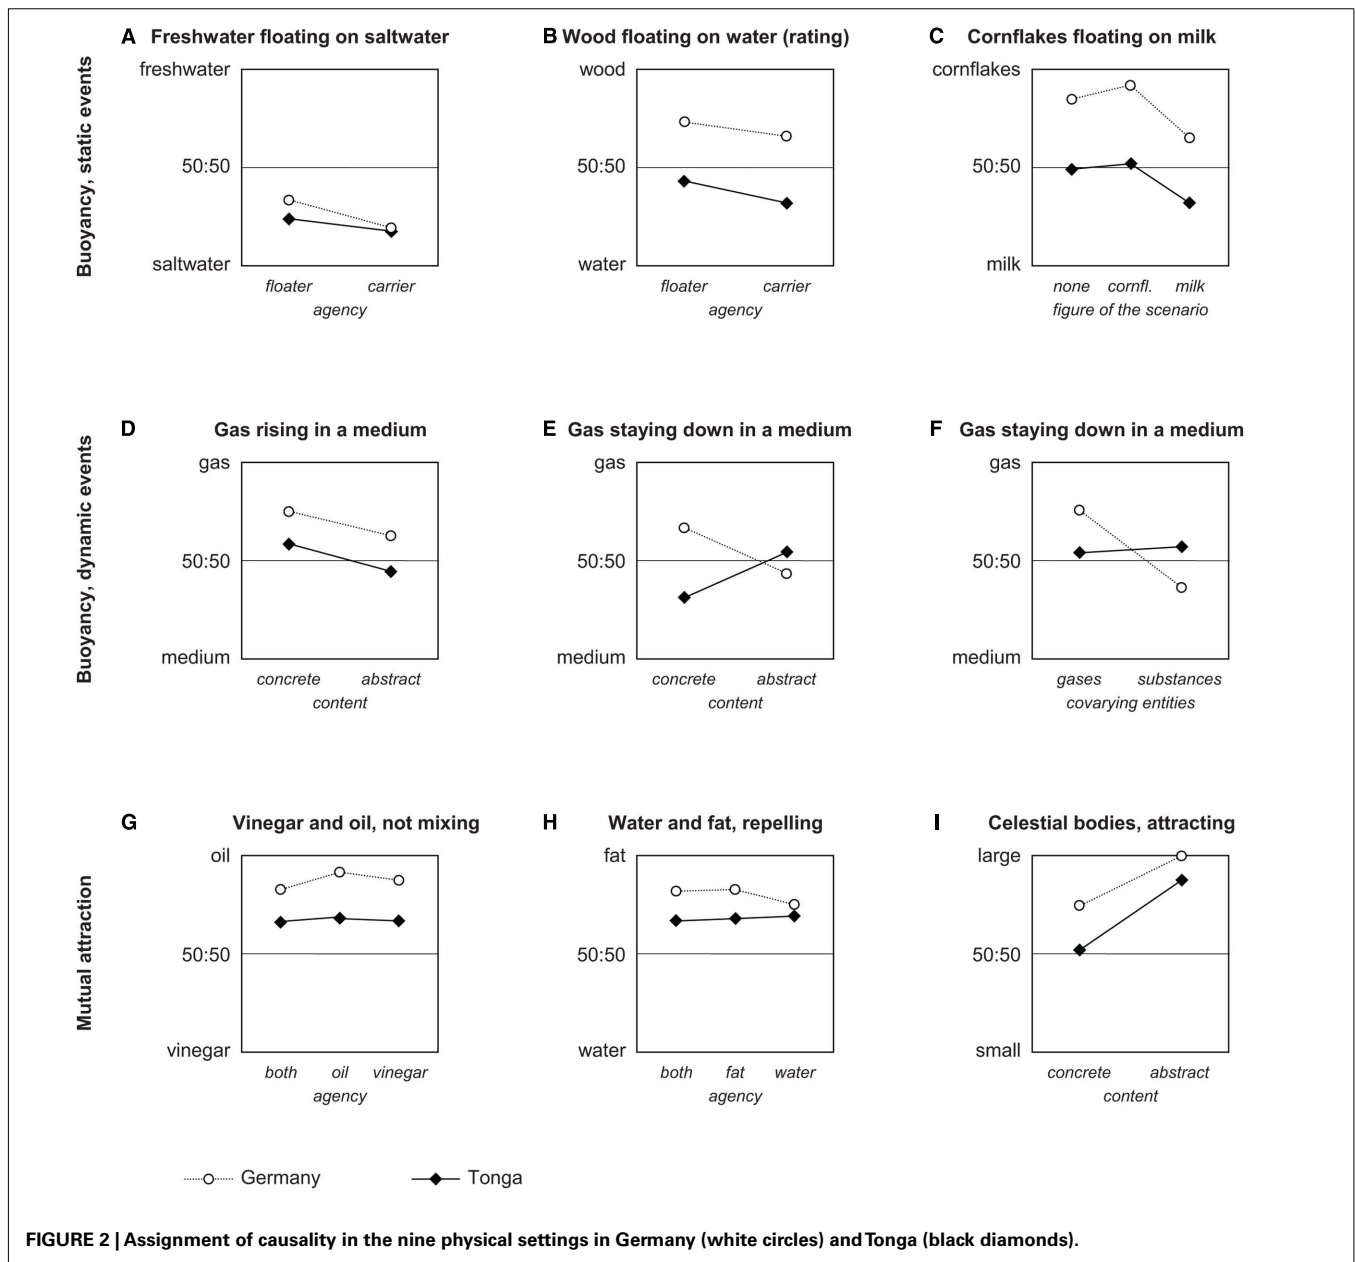 Buoyancy, static events
A Freshwater floating on saltwater
freshwater
50:50
saltwater
floater carrier
agency
B Wood floating on water (rating)
wood
50:50
water
floater carrier
agency
C Cornflakes floating on milk
cornflakes
50:50
milk
none cornfl. milk
figure of the scenario
Buoyancy, dynamic events
D Gas rising in a medium
gas
50:50
medium
concrete abstract
content
E Gas staying down in a medium
gas
50:50
medium
concrete abstract
content
F Gas staying down in a medium
gas
50:50
medium
gases substances
covarying entities
Mutual attraction
G Vinegar and oil, not mixing
oil
50:50
vinegar
both oil vinegar
agency
H Water and fat, repelling
fat
50:50
water
both fat water
agency
I Celestial bodies, attracting
large
50:50
small
concrete abstract
content
Germany Tonga
FIGURE 2 | Assignment of causality in the nine physical settings in Germany (white circles) and Tonga (black diamonds).